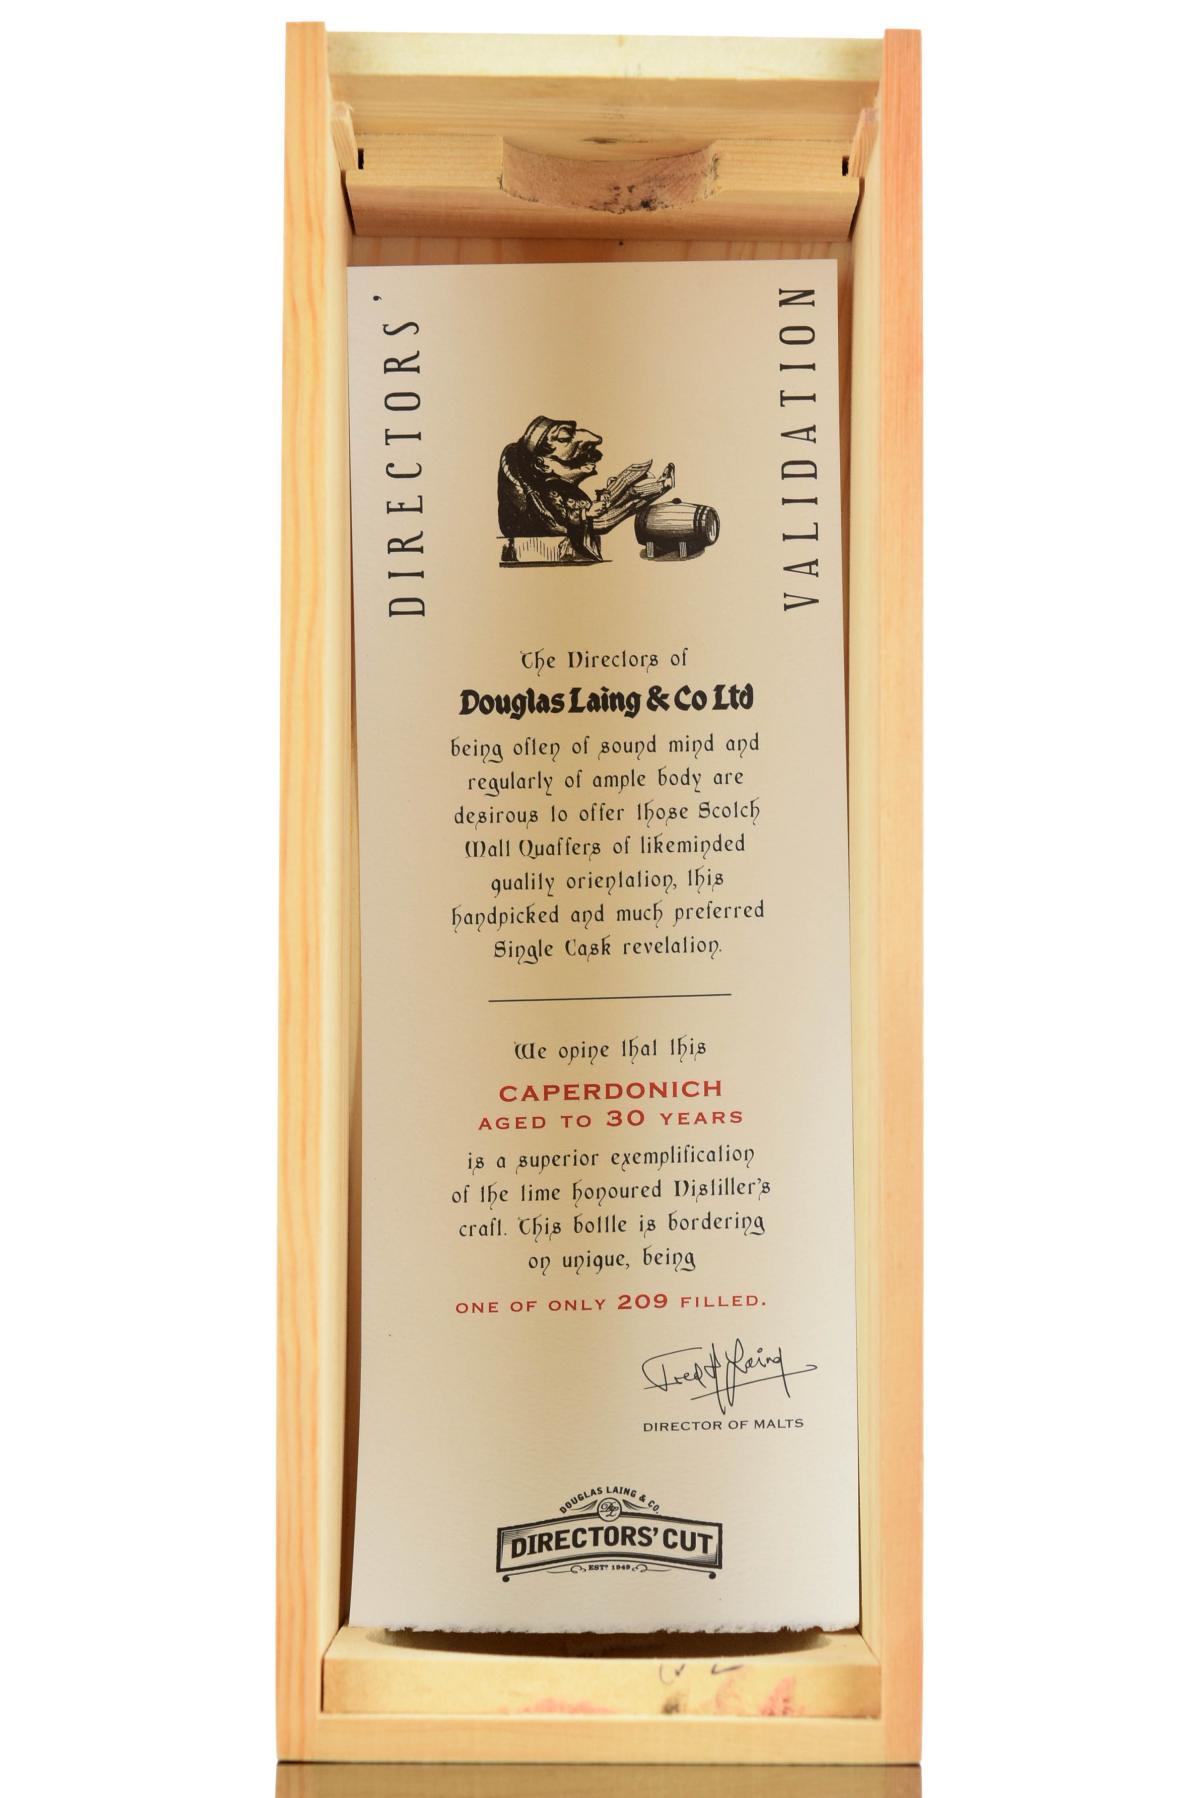 DIRECTORS'
VALIDATION
The Directors of
Douglas Laing & Co Ltd
being often of sound mind and
regularly of ample body are
desirous to offer those Scotch
Malt Quaffers of likeminded
quality orientation, this
handpicked and much preferred
Single Cask revelation.
We opine that this
CAPERDONICH
AGED TO 30 YEARS
is a superior exemplification
of the time honoured Distiller's
craft. This bottle is bordering
on unique, being
ONE OF ONLY 209 FILLED.
Fred H Laing
DIRECTOR OF MALTS
DOUGLAS LAING & CO.
DL
DIRECTORS' CUT
ESTD 1949